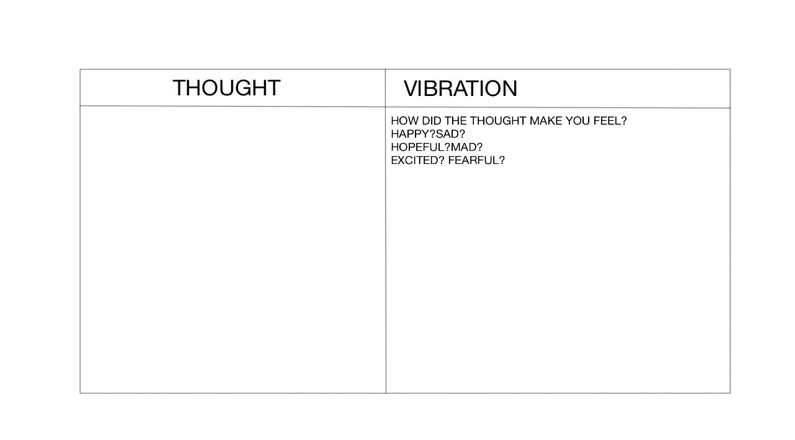 THOUGHT
VIBRATION
HOW DID THE THOUGHT MAKE YOU FEEL?
HAPPY?SAD?
HOPEFUL?MAD?
EXCITED? FEARFUL?